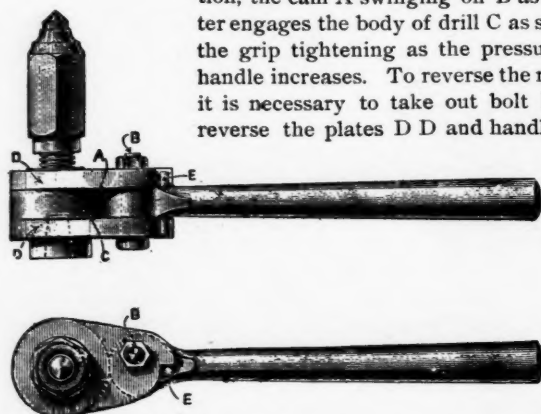 tion, the cam A swinging on B as
ter engages the body of drill C as s
the grip tightening as the pressu
handle increases. To reverse the
it is necessary to take out bolt
reverse the plates D D and handl
B
D
A
E
D
C
B
E